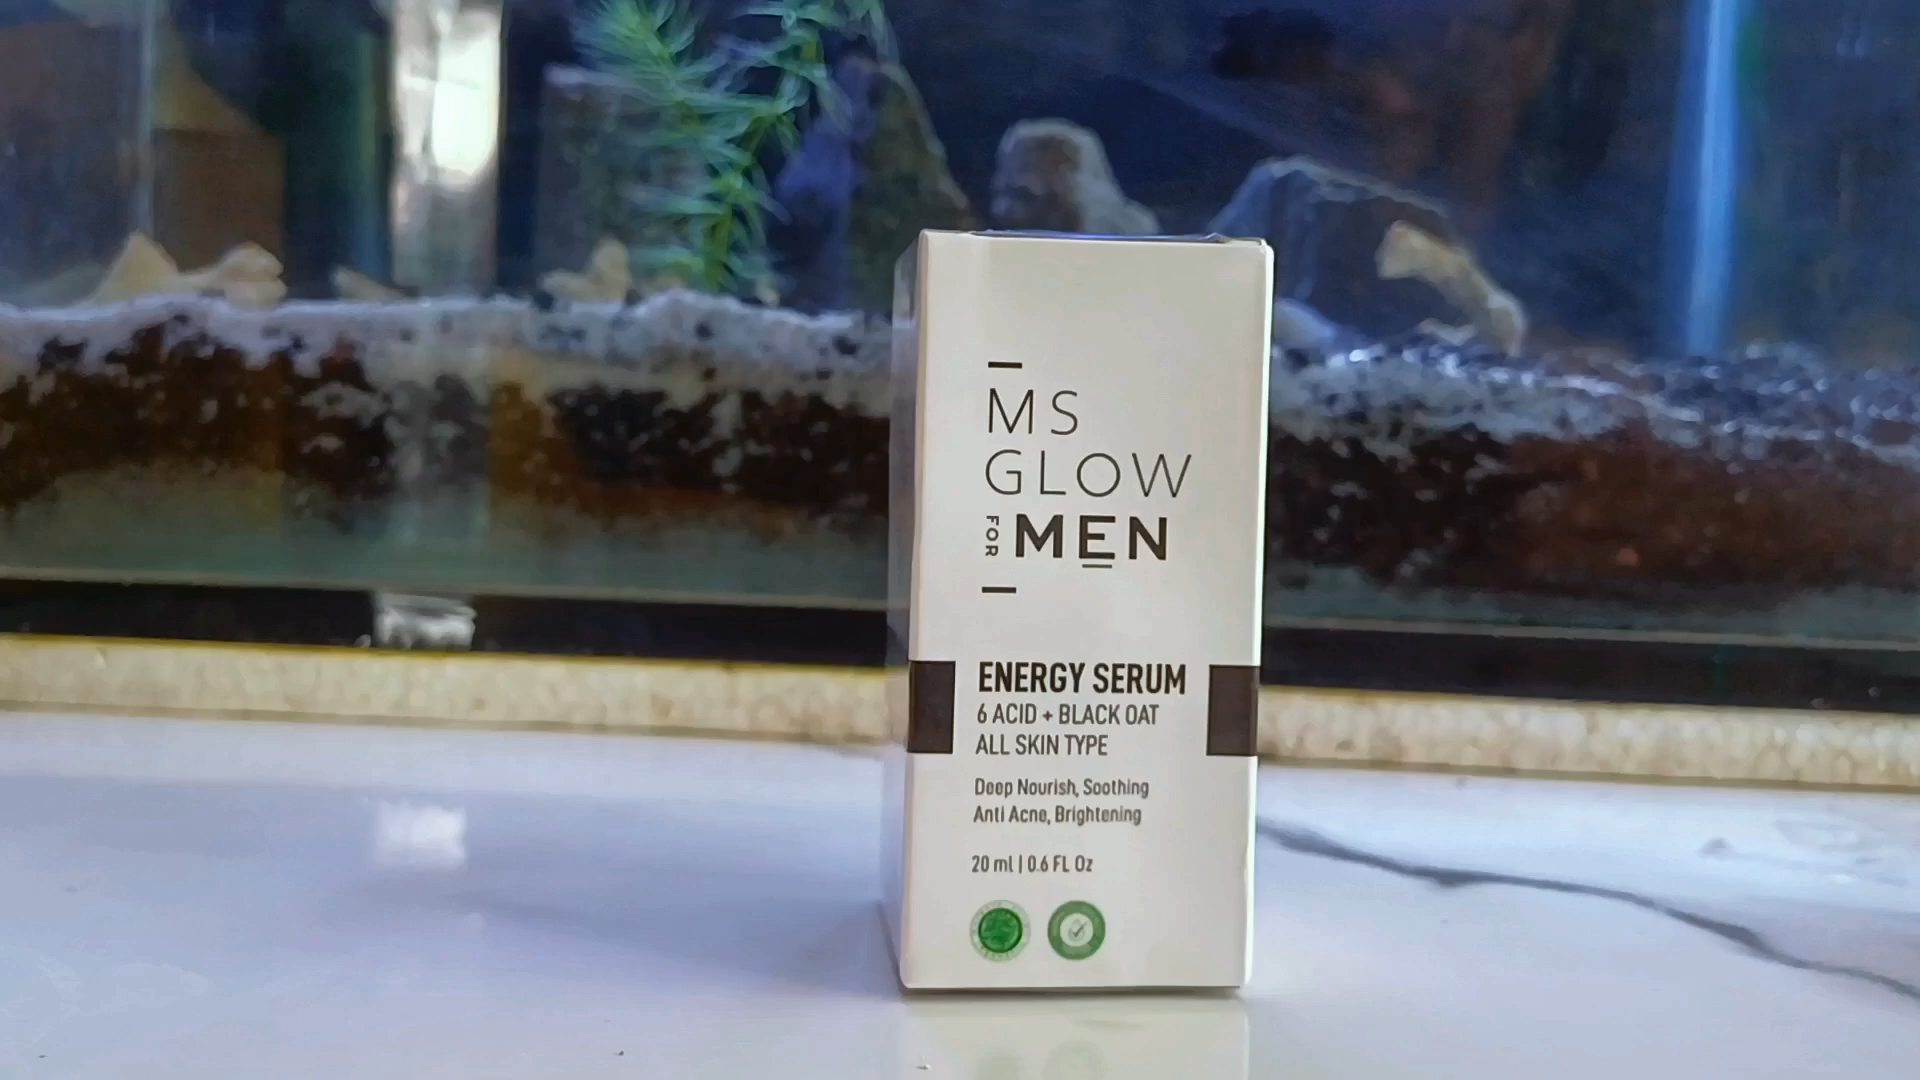 MS
GLOW
FOR MEN
ENERGY SERUM
6 ACID + BLACK OAT
ALL SKIN TYPE
Deep Nourish, Soothing
Anti Acne, Brightening
20 ml | 0.6 FL Oz